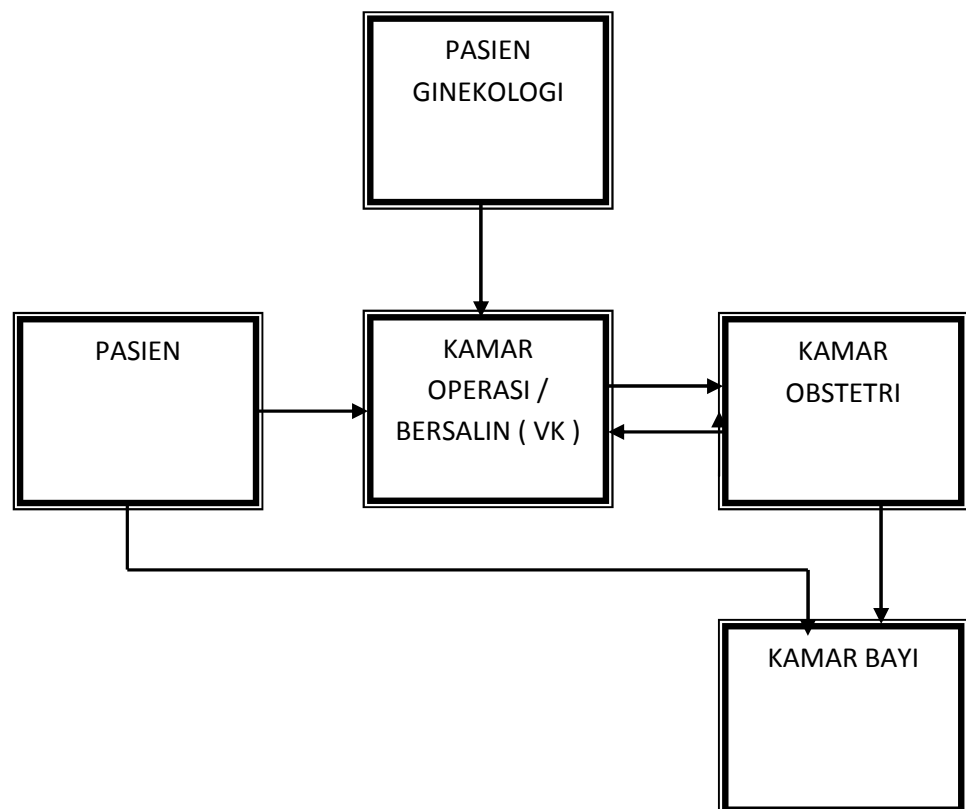 PASIEN
GINEKOLOGI
PASIEN
KAMAR
OPERASI /
BERSALIN ( VK )
KAMAR
OBSTETRI
KAMAR BAYI